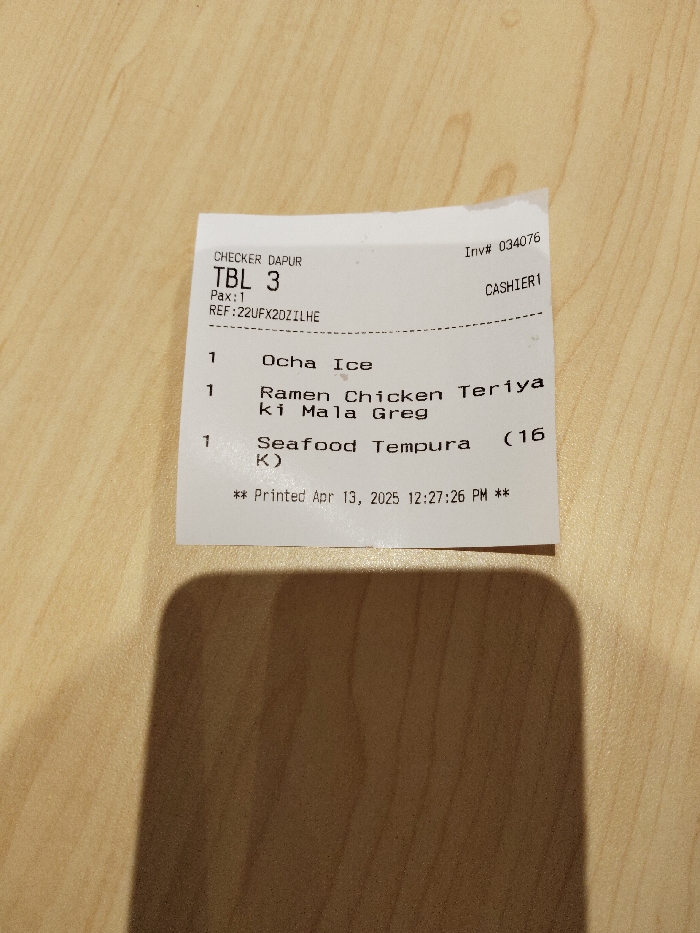 Inv# 034076
CHECKER DAPUR
TBL 3
CASHIER1
Pax:1
REF:22UFX2DZILHE
1 Ocha Ice
1 Ramen Chicken Teriya
ki Mala Greg
1 Seafood Tempura (16
K)
** Printed Apr 13, 2025 12:27:26 PM **